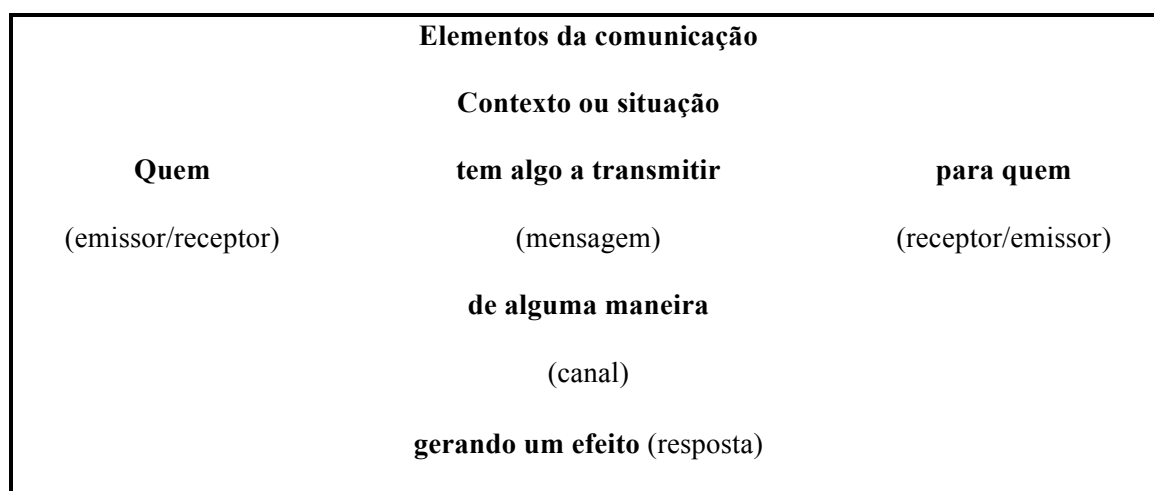 Elementos da comunicação
Contexto ou situação
Quem tem algo a transmitir para quem
(emissor/receptor) (mensagem) (receptor/emissor)
de alguma maneira
(canal)
gerando um efeito (resposta)